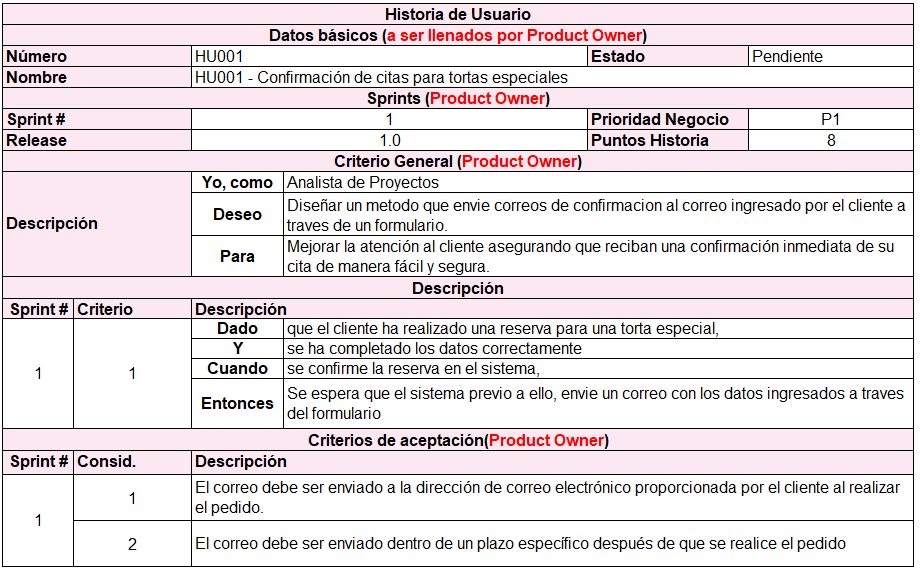 Historia de Usuario
Datos básicos (a ser llenados por Product Owner)
Número HU001 Estado Pendiente
Nombre HU001 - Confirmación de citas para tortas especiales
Sprints (Product Owner)
Sprint # 1 Prioridad Negocio P1
Release 1.0 Puntos Historia 8
Criterio General (Product Owner)
Descripción
Yo, como Analista de Proyectos
Deseo Diseñar un metodo que envie correos de confirmacion al correo ingresado por el cliente a
traves de un formulario.
Para Mejorar la atención al cliente asegurando que reciban una confirmación inmediata de su
cita de manera fácil y segura.
Descripción
Sprint # Criterio Descripción
1 1
Dado que el cliente ha realizado una reserva para una torta especial,
Y se ha completado los datos correctamente
Cuando se confirme la reserva en el sistema,
Entonces Se espera que el sistema previo a ello, envie un correo con los datos ingresados a traves
del formulario
Criterios de aceptación(Product Owner)
Sprint # Consid. Descripción
1
1 El correo debe ser enviado a la dirección de correo electrónico proporcionada por el cliente al realizar
el pedido.
2 El correo debe ser enviado dentro de un plazo específico después de que se realice el pedido